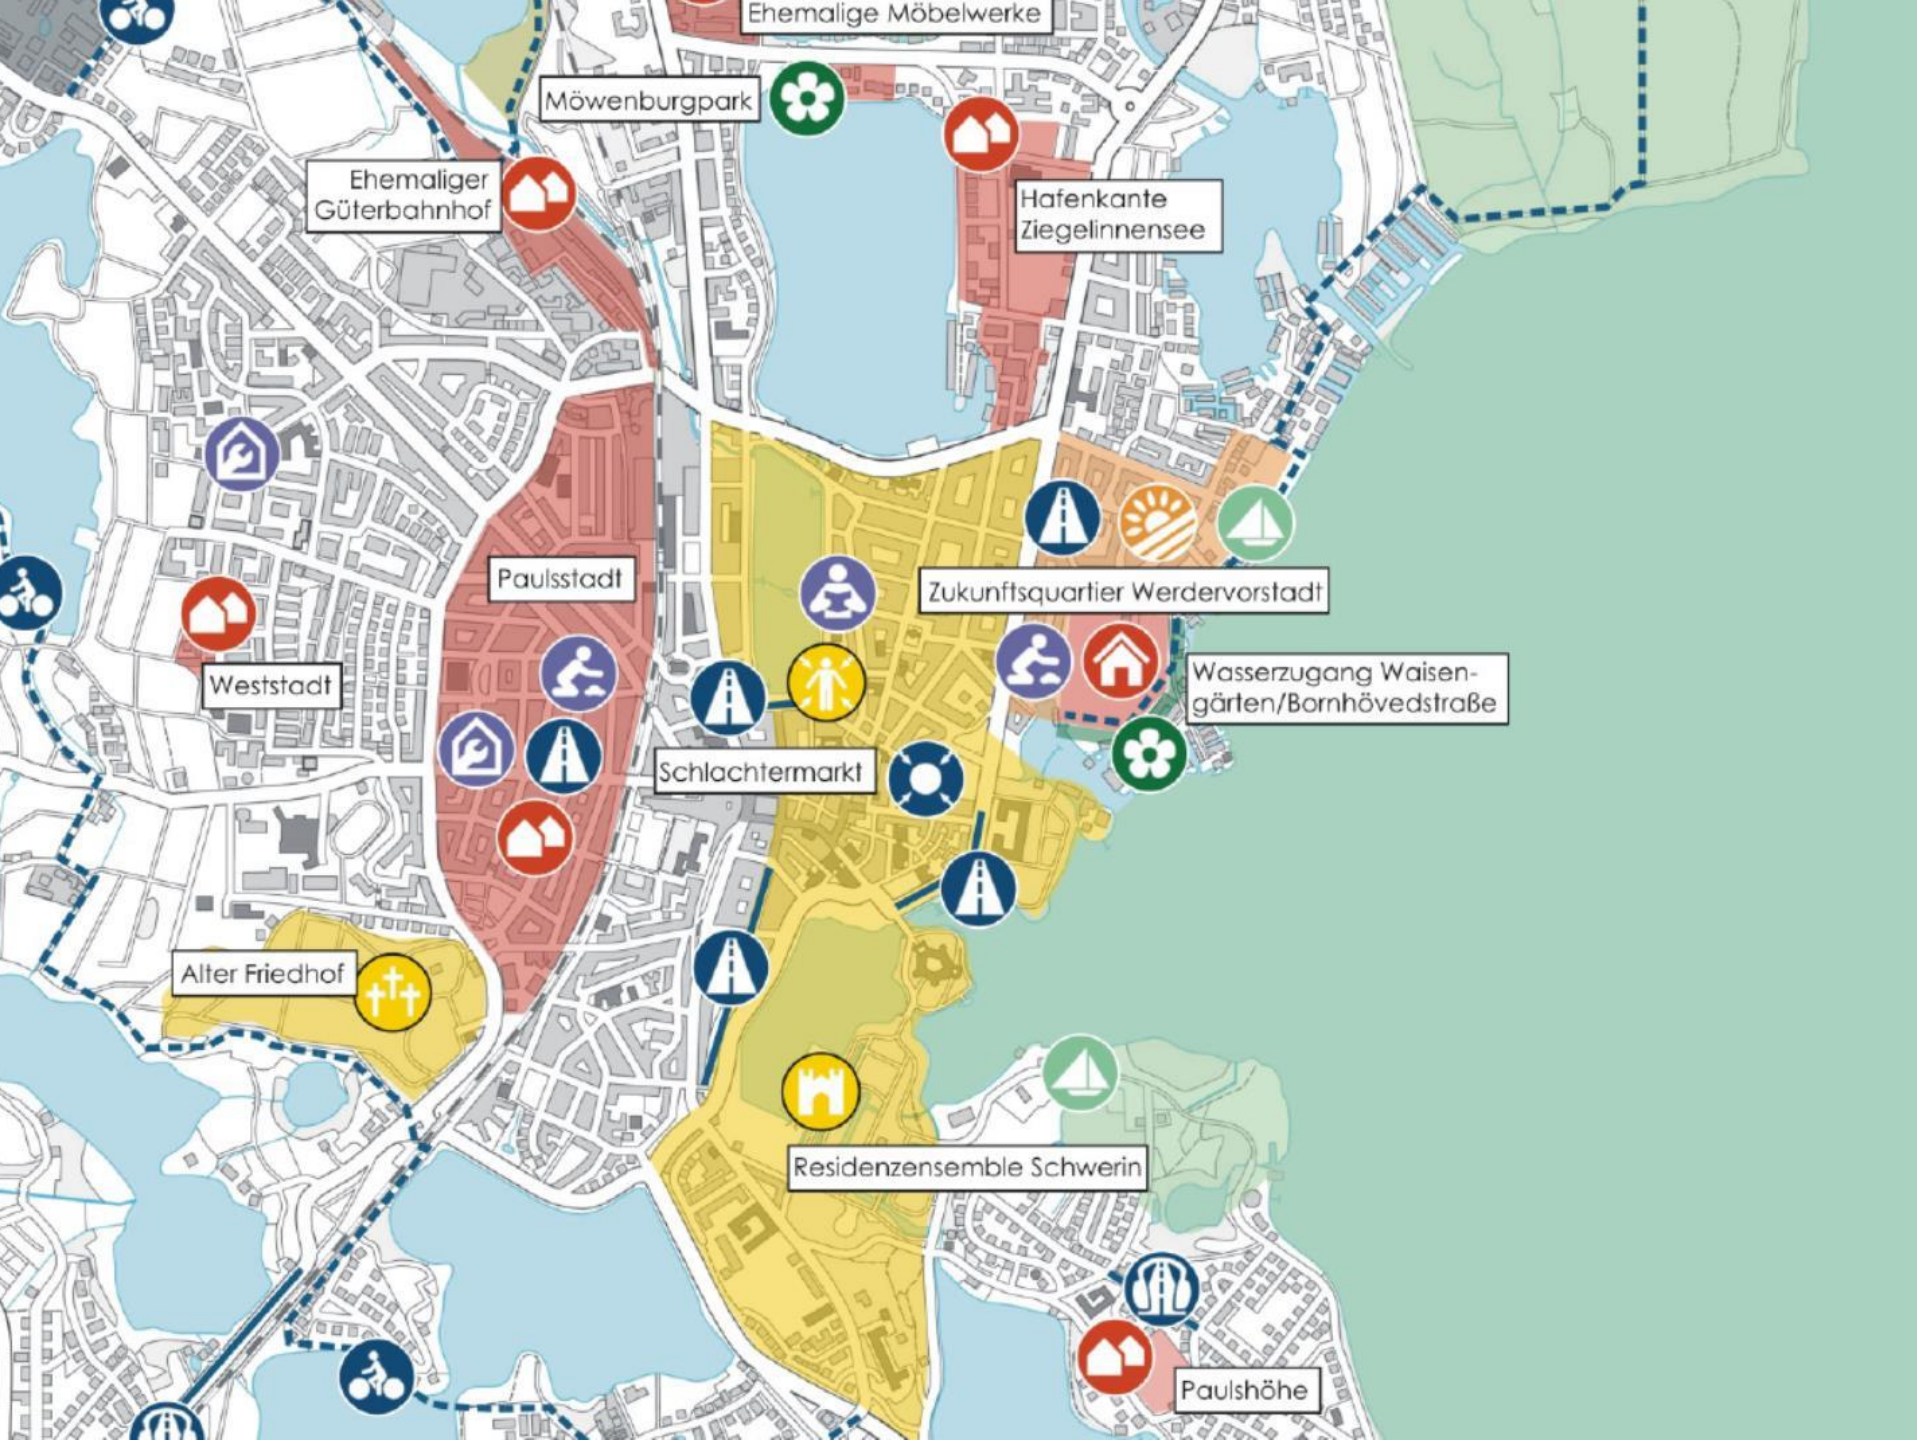 Ehemalige Möbelwerke
Möwenburgpark
Ehemaliger
Güterbahnhof
Hafenkante
Ziegelinnensee
Paulsstadt
Zukunftsquartier Werdervorstadt
Weststadt
Wasserzugang Waisen-
gärten/Bornhövedstraße
Schlachtermarkt
Alter Friedhof
Residenzensemble Schwerin
Paulshöhe